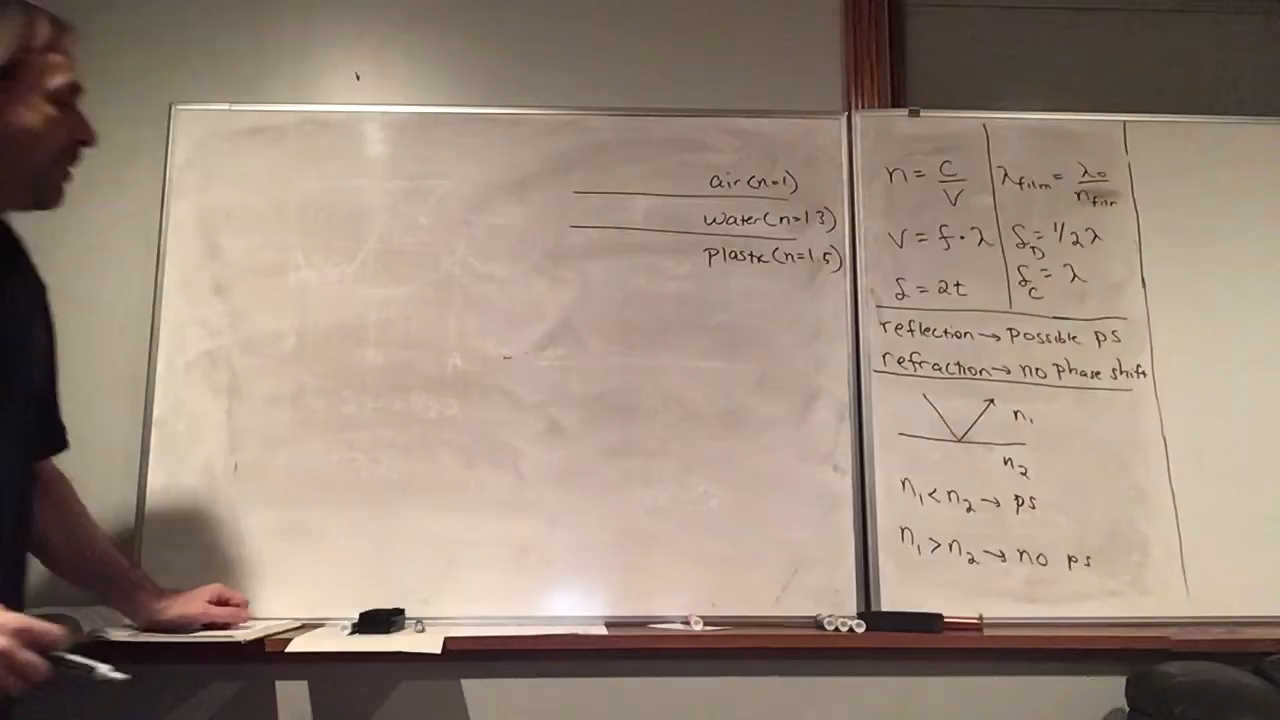 air(n=1)
water(n=1.3)
plastic(n=1.5)
n = c/v
v = f·λ
δ = 2t
λfilm = λ0/nfilm
δD = 1/2λ
δC = λ
reflection→ possible ps
refraction→ no phase shift
n1
n2
n1<n2→ ps
n1>n2→ no ps